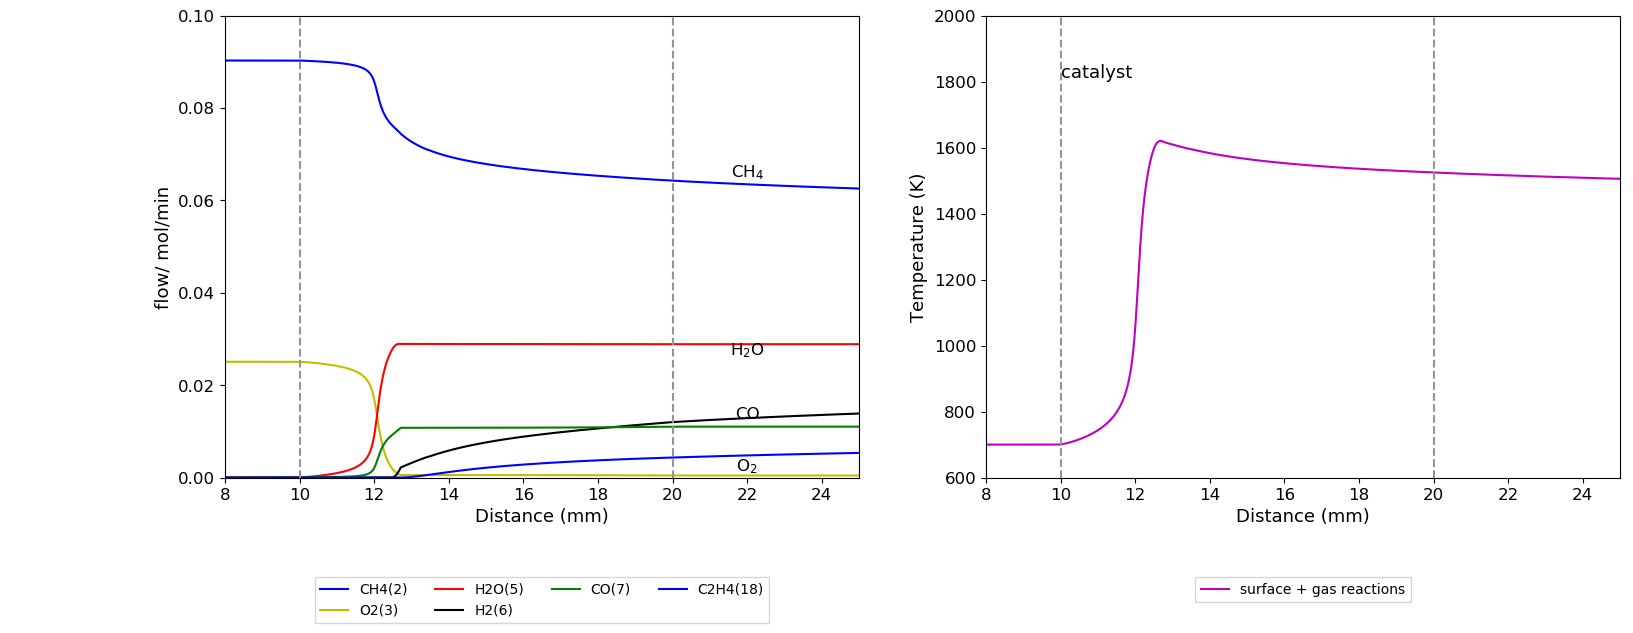 0.10
0.08
0.06
0.04
0.02
0.00
flow/ mol/min
CH₄
H₂O
CO
O₂
8 10 12 14 16 18 20 22 24
Distance (mm)
CH4(2) H2O(5) CO(7) C2H4(18)
O2(3) H2(6)
2000
1800
1600
1400
1200
1000
800
600
Temperature (K)
catalyst
8 10 12 14 16 18 20 22 24
Distance (mm)
surface + gas reactions